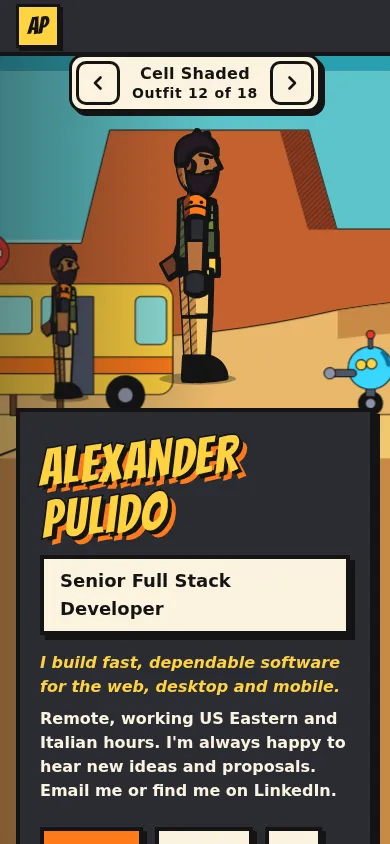 AP
Cell Shaded
Outfit 12 of 18
ALEXANDER
PULIDO
Senior Full Stack
Developer
I build fast, dependable software
for the web, desktop and mobile.
Remote, working US Eastern and
Italian hours. I'm always happy to
hear new ideas and proposals.
Email me or find me on LinkedIn.